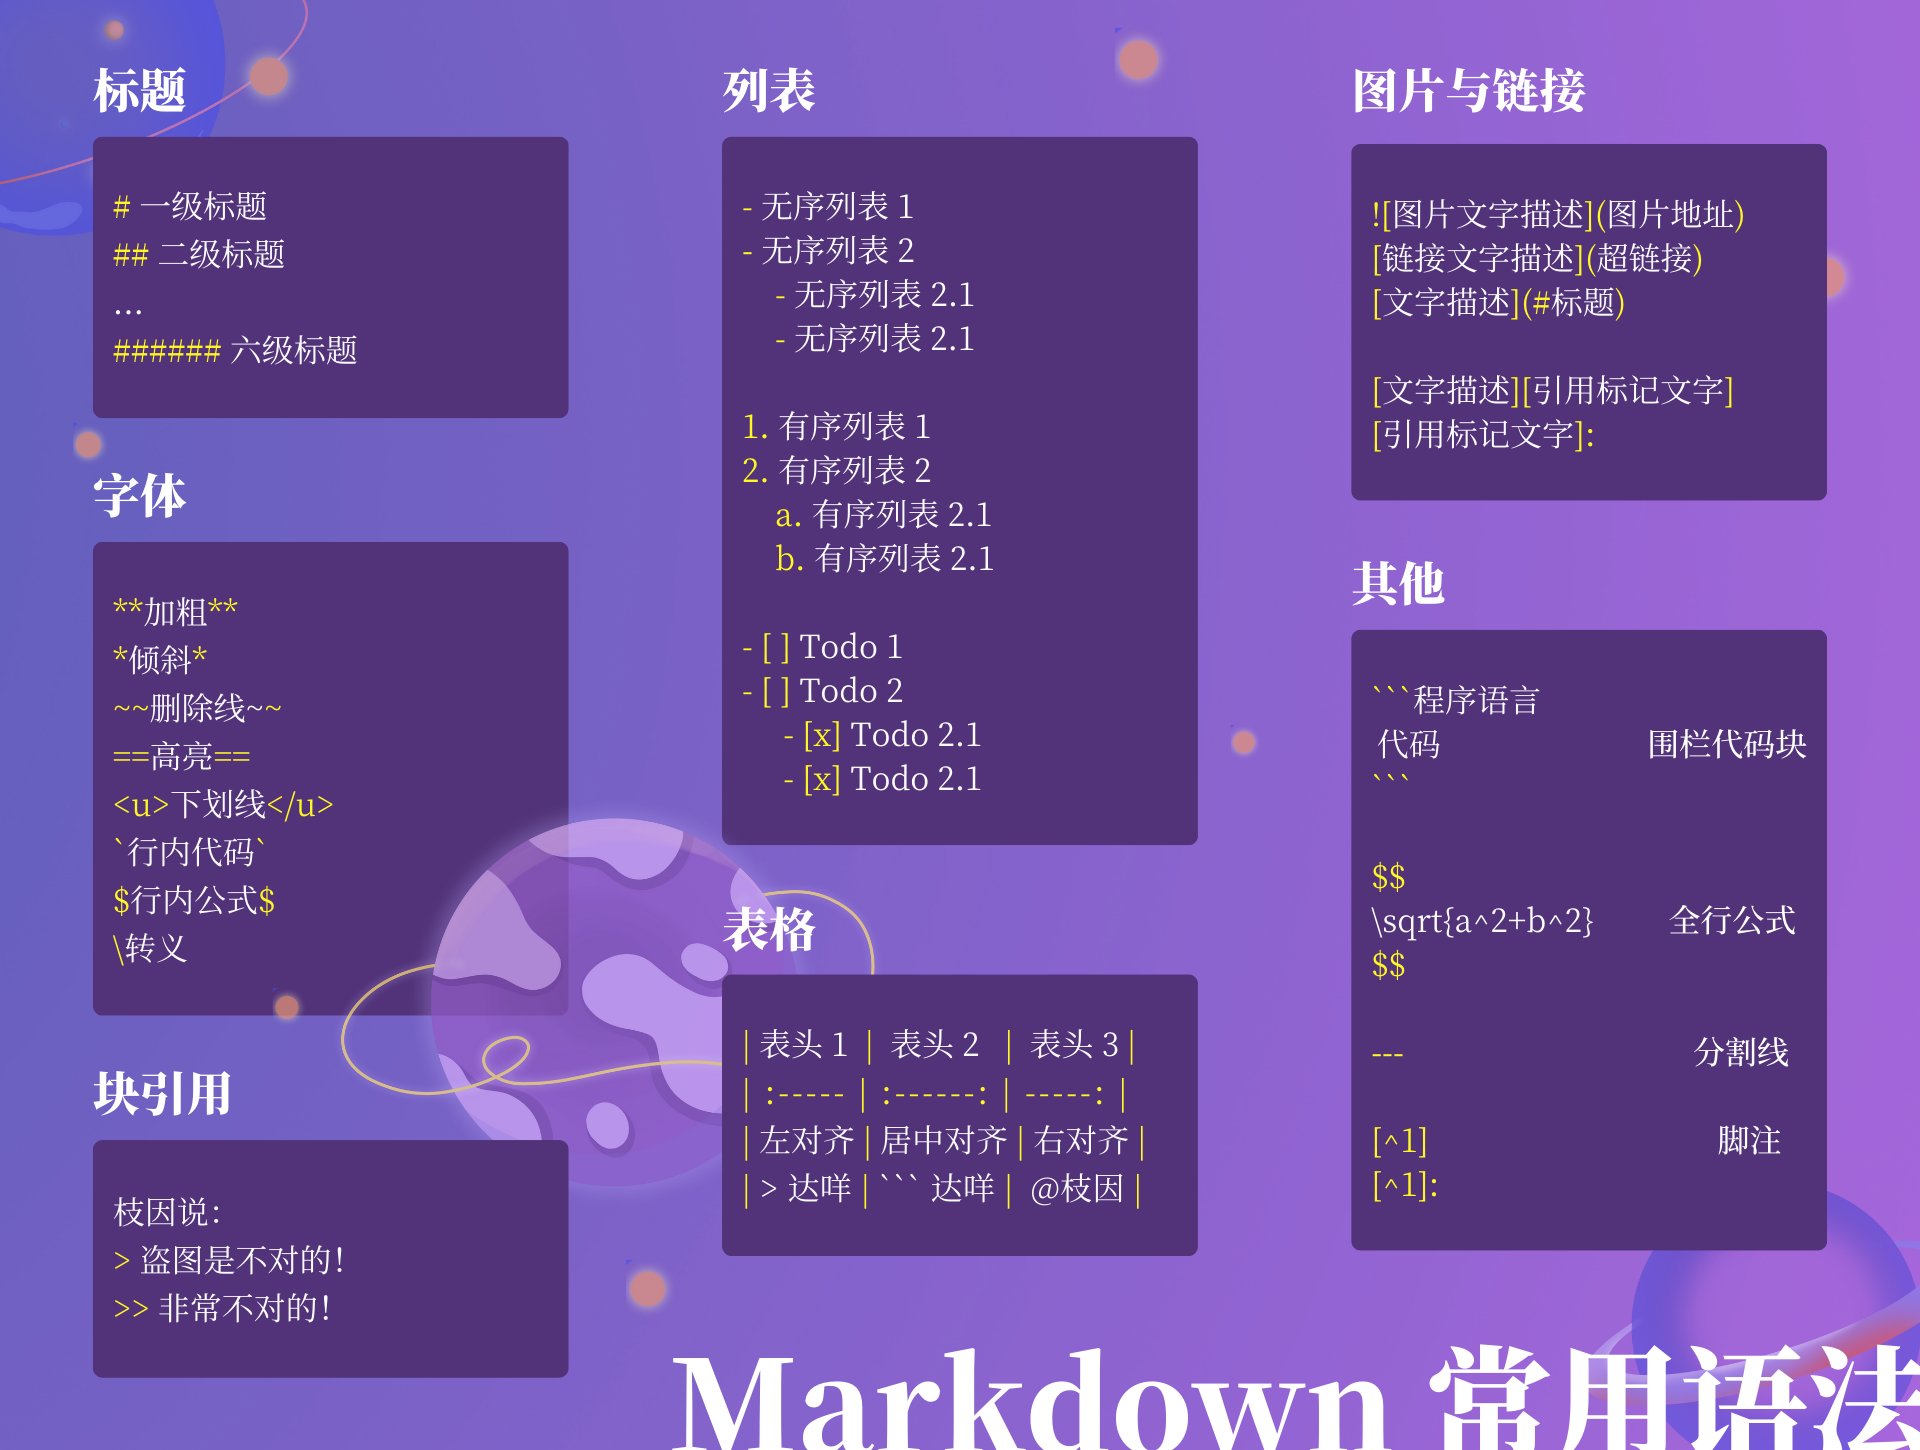 标题
# 一级标题
## 二级标题
...
###### 六级标题
字体
**加粗**
*倾斜*
~~删除线~~
==高亮==
<u>下划线</u>
`行内代码`
$行内公式$
\转义
块引用
枝因说：
> 盗图是不对的！
>> 非常不对的！
列表
- 无序列表 1
- 无序列表 2
- 无序列表 2.1
- 无序列表 2.1
1. 有序列表 1
2. 有序列表 2
a. 有序列表 2.1
b. 有序列表 2.1
- [ ] Todo 1
- [ ] Todo 2
- [x] Todo 2.1
- [x] Todo 2.1
表格
| 表头 1 | 表头 2 | 表头 3 |
| :----- | :------: | -----: |
| 左对齐 | 居中对齐 | 右对齐 |
| > 达咩 | ``` 达咩 | @枝因 |
图片与链接
![图片文字描述](图片地址)
[链接文字描述](超链接)
[文字描述](#标题)
[文字描述][引用标记文字]
[引用标记文字]:
其他
```程序语言
代码 围栏代码块
```
$$
\sqrt{a^2+b^2} 全行公式
$$
--- 分割线
[^1] 脚注
[^1]:
Markdown 常用语法